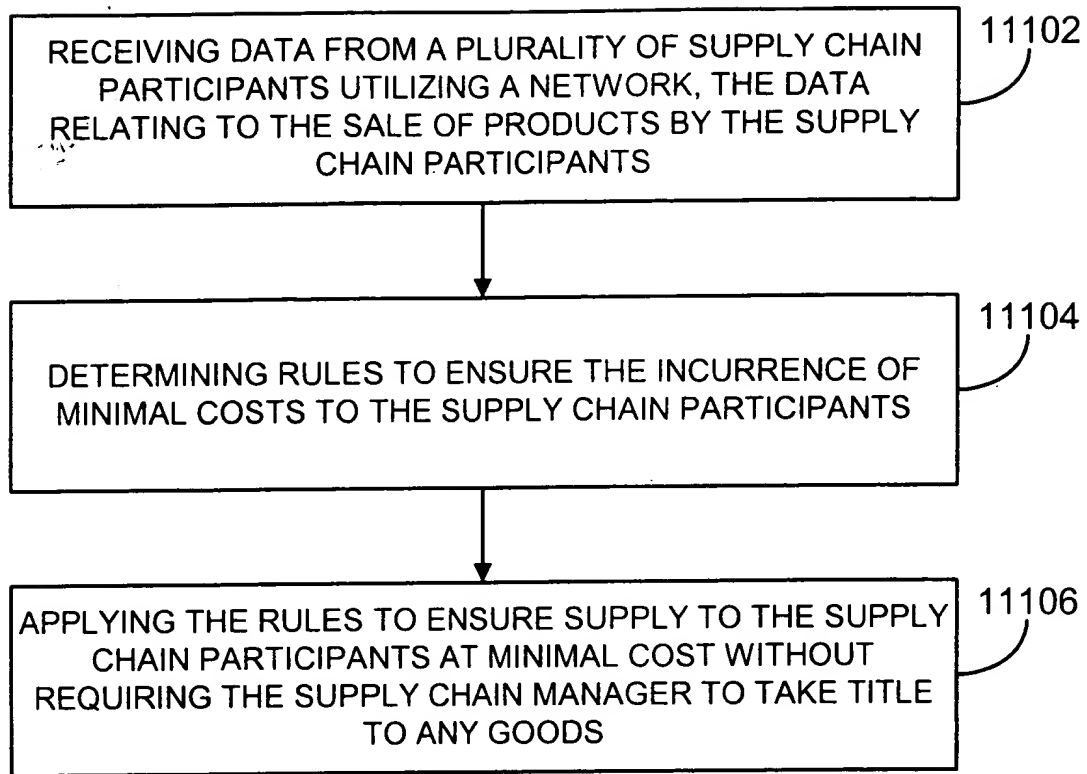 RECEIVING DATA FROM A PLURALITY OF SUPPLY CHAIN
PARTICIPANTS UTILIZING A NETWORK, THE DATA
RELATING TO THE SALE OF PRODUCTS BY THE SUPPLY
CHAIN PARTICIPANTS
11102
DETERMINING RULES TO ENSURE THE INCURRENCE OF
MINIMAL COSTS TO THE SUPPLY CHAIN PARTICIPANTS
11104
APPLYING THE RULES TO ENSURE SUPPLY TO THE SUPPLY
CHAIN PARTICIPANTS AT MINIMAL COST WITHOUT
REQUIRING THE SUPPLY CHAIN MANAGER TO TAKE TITLE
TO ANY GOODS
11106